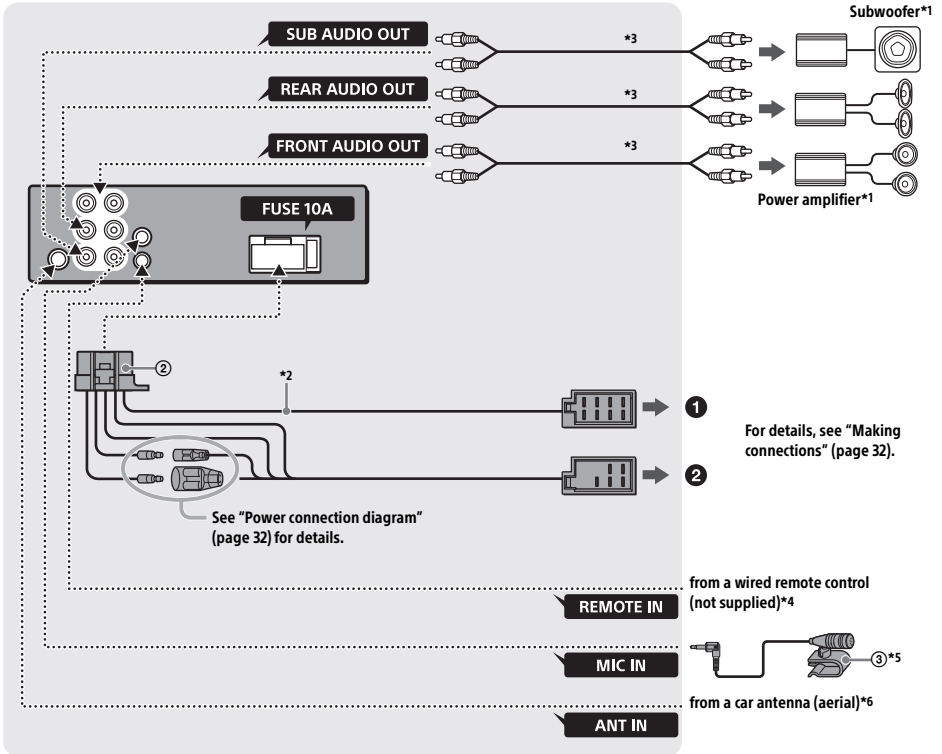 Subwoofer*1
SUB AUDIO OUT
*3
REAR AUDIO OUT
*3
FRONT AUDIO OUT
*3
Power amplifier*1
FUSE 10A
②
*2
❶
For details, see “Making
connections” (page 32).
❷
See “Power connection diagram”
(page 32) for details.
from a wired remote control
(not supplied)*4
REMOTE IN
MIC IN
③*5
from a car antenna (aerial)*6
ANT IN